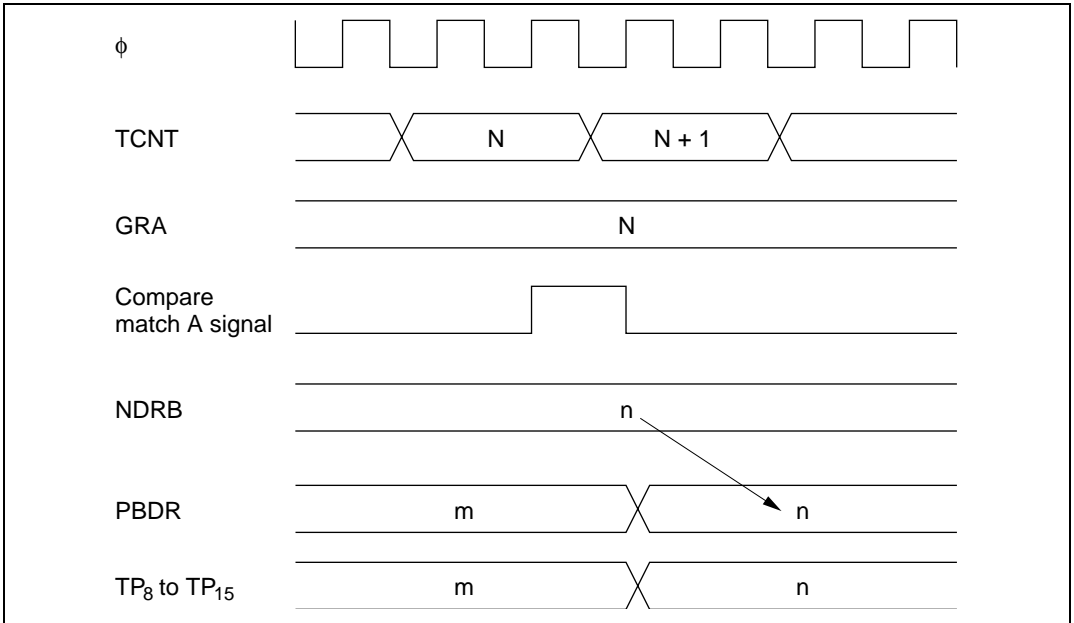 ϕ
TCNT N N + 1
GRA N
Compare
match A signal
NDRB n
PBDR m n
TP8 to TP15 m n